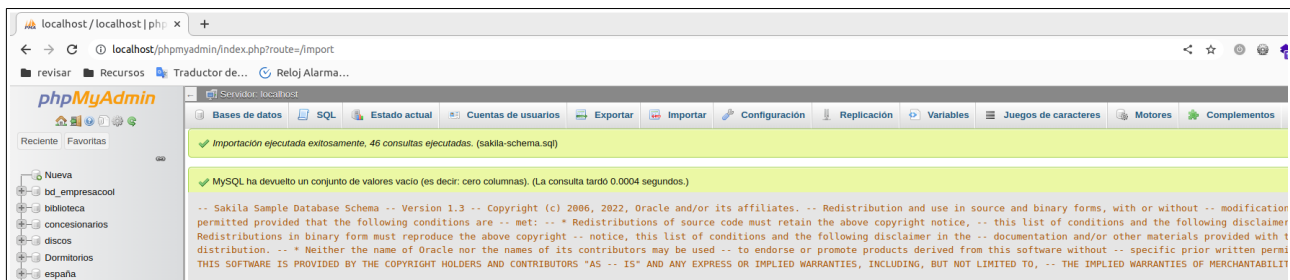 localhost / localhost | php × +
localhost/phpmyadmin/index.php?route=/import
revisar Recursos Traductor de... Reloj Alarma...
phpMyAdmin
Reciente Favoritas
Nueva
bd_empresacool
biblioteca
concesionarios
discos
Dormitorios
españa
Servidor: localhost
Bases de datos SQL Estado actual Cuentas de usuarios Exportar Importar Configuración Replicación Variables Juegos de caracteres Motores Complementos
Importación ejecutada exitosamente, 46 consultas ejecutadas. (sakila-schema.sql)
MySQL ha devuelto un conjunto de valores vacío (es decir: cero columnas). (La consulta tardó 0.0004 segundos.)
-- Sakila Sample Database Schema -- Version 1.3 -- Copyright (c) 2006, 2022, Oracle and/or its affiliates. -- Redistribution and use in source and binary forms, with or without -- modification
permitted provided that the following conditions are -- met: -- * Redistributions of source code must retain the above copyright notice, -- this list of conditions and the following disclaimer
Redistributions in binary form must reproduce the above copyright -- notice, this list of conditions and the following disclaimer in the -- documentation and/or other materials provided with t
distribution. -- * Neither the name of Oracle nor the names of its contributors may be used -- to endorse or promote products derived from this software without -- specific prior written permi
THIS SOFTWARE IS PROVIDED BY THE COPYRIGHT HOLDERS AND CONTRIBUTORS "AS -- IS" AND ANY EXPRESS OR IMPLIED WARRANTIES, INCLUDING, BUT NOT LIMITED TO, -- THE IMPLIED WARRANTIES OF MERCHANTABILIT